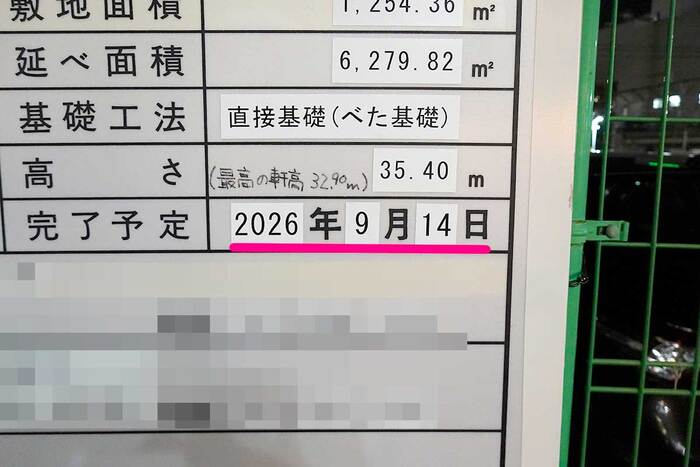 敷地面積 1,254.36 m²
延べ面積 6,279.82 m²
基礎工法 直接基礎(べた基礎)
高さ (最高の軒高 32.90m) 35.40 m
完了予定 2026年9月14日